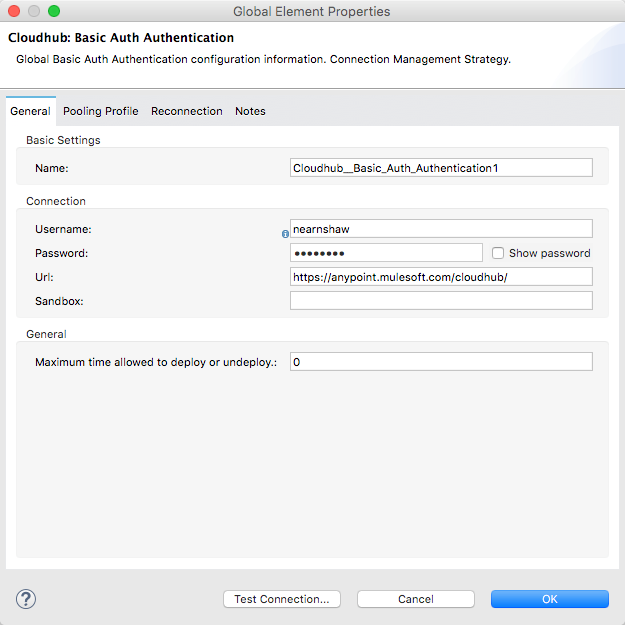 Global Element Properties
Cloudhub: Basic Auth Authentication
Global Basic Auth Authentication configuration information. Connection Management Strategy.
General Pooling Profile Reconnection Notes
Basic Settings
Name: Cloudhub__Basic_Auth_Authentication1
Connection
Username: nearnshaw
Password: •••••••• Show password
Url: https://anypoint.mulesoft.com/cloudhub/
Sandbox:
General
Maximum time allowed to deploy or undeploy.: 0
? Test Connection... Cancel OK